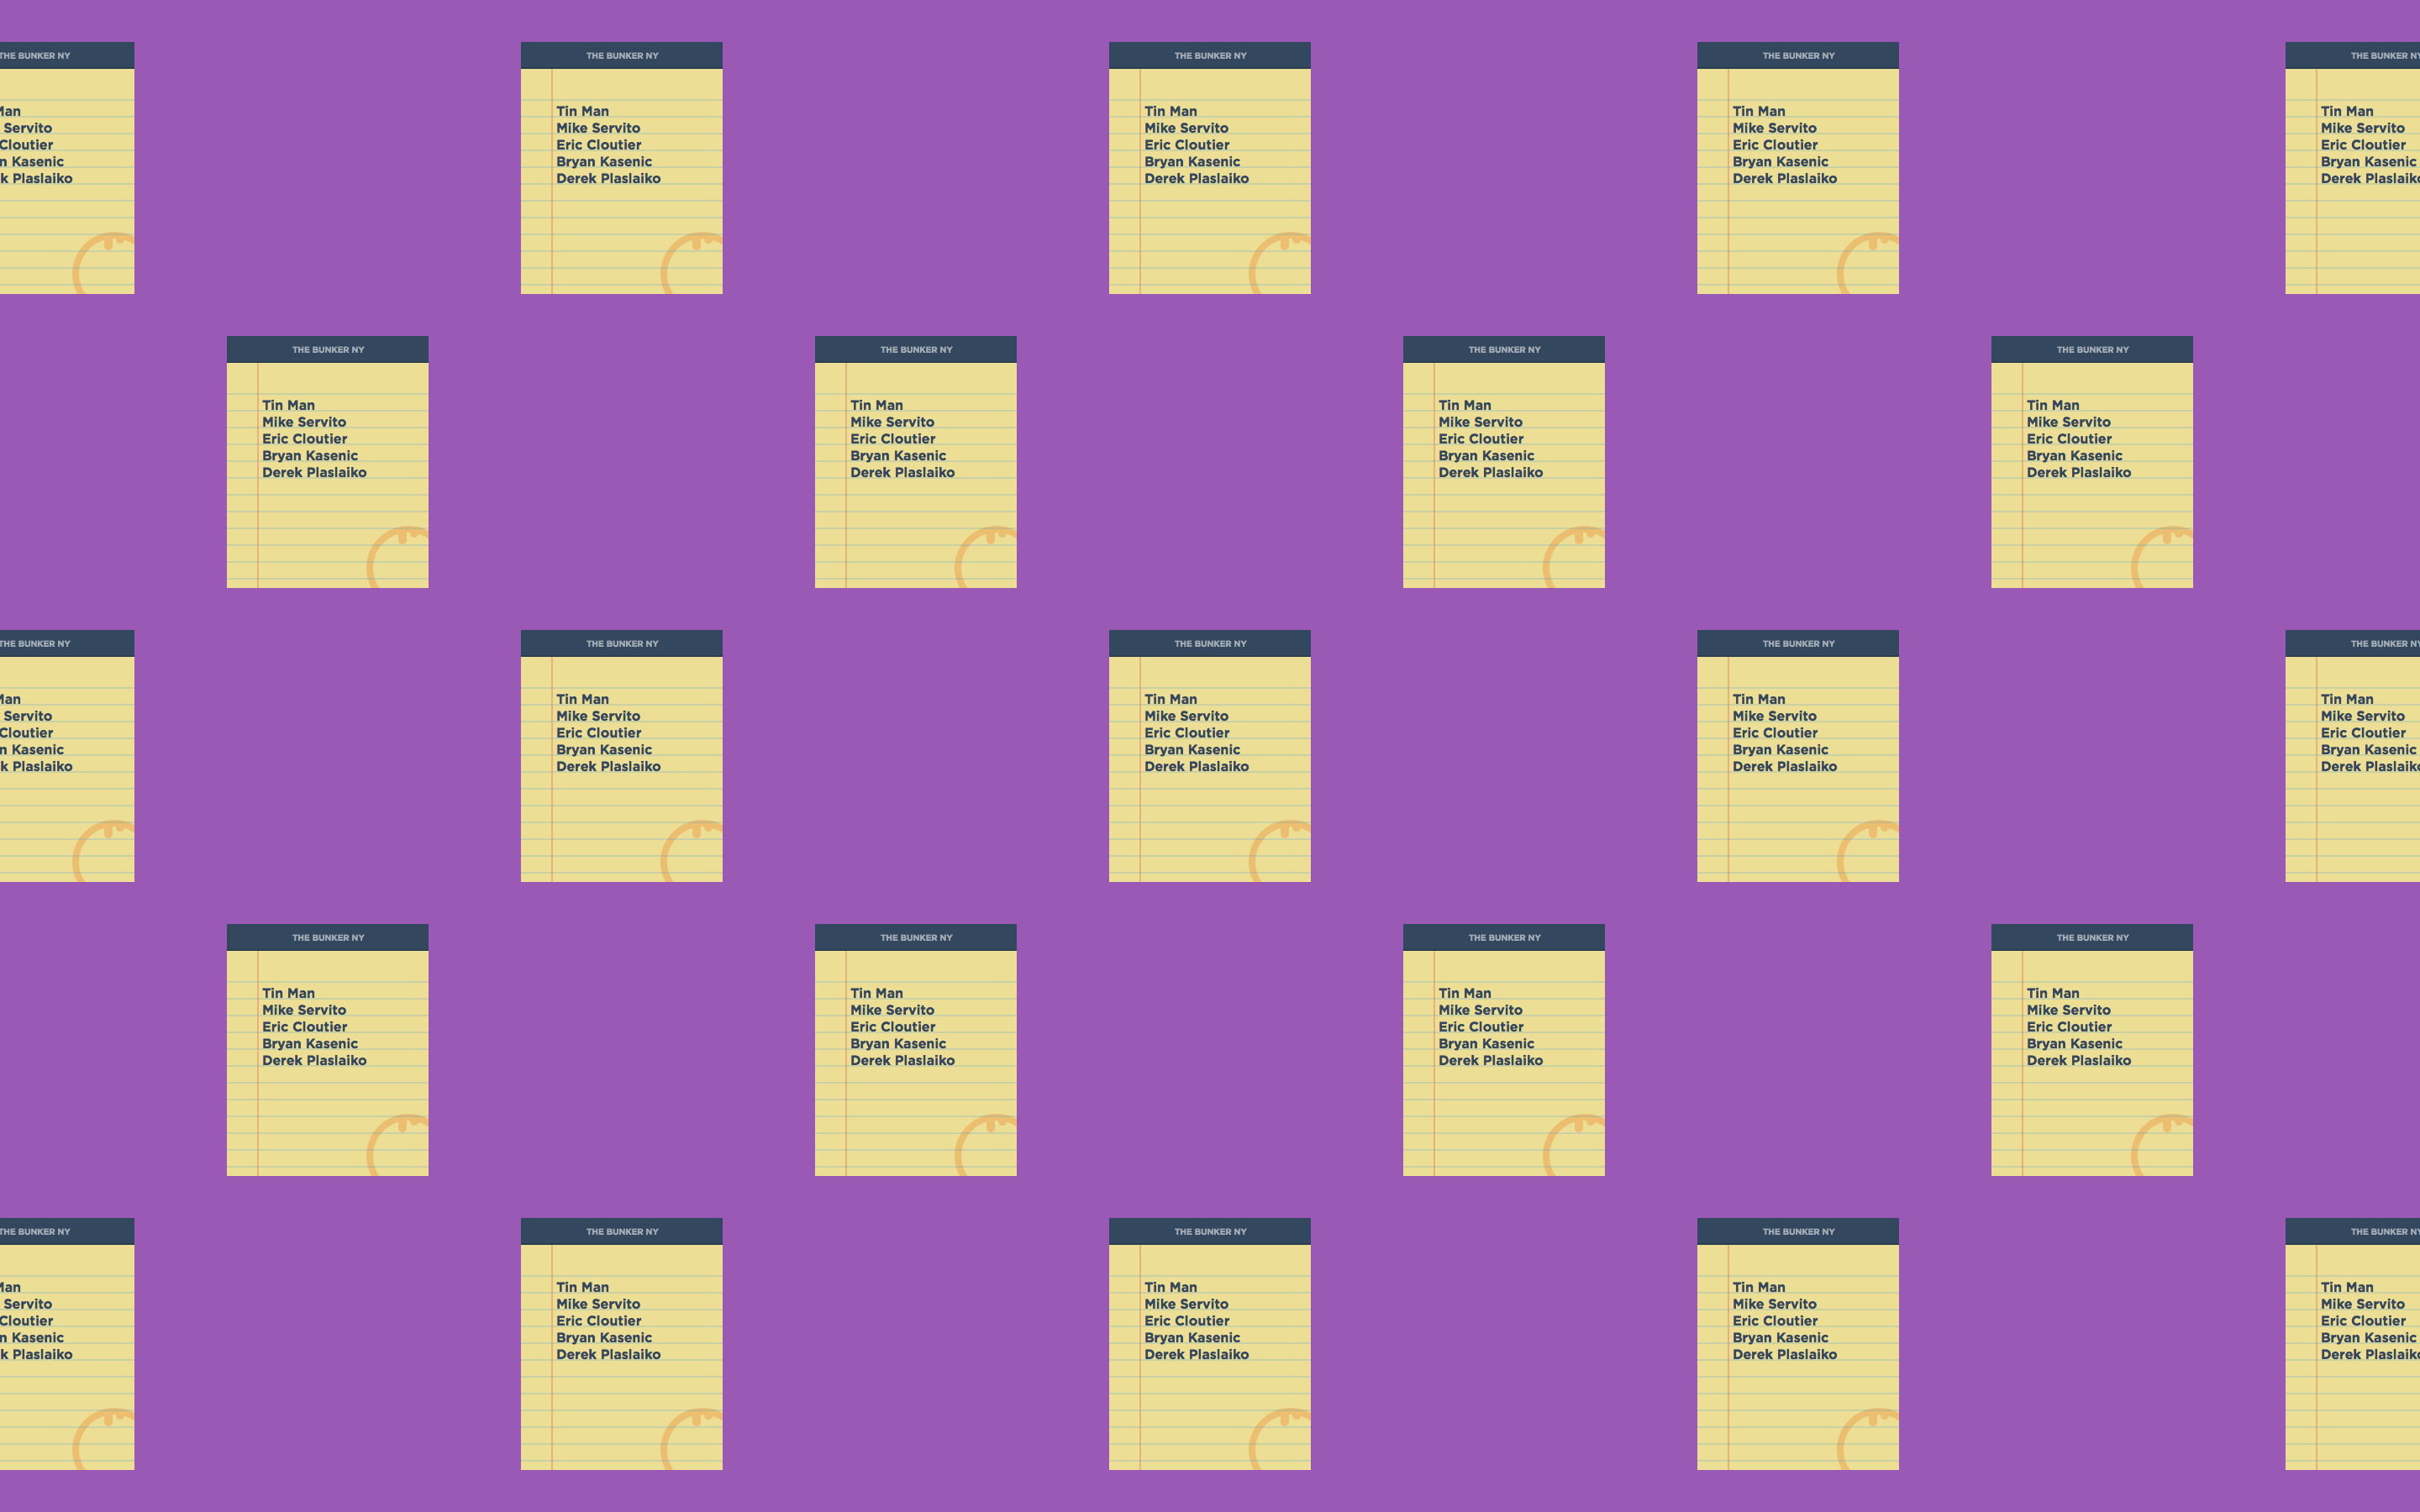 THE BUNKER NY THE BUNKER NY THE BUNKER NY THE BUNKER NY THE BUNKER NY
Man Tin Man Tin Man Tin Man Tin Man
Servito Mike Servito Mike Servito Mike Servito Mike Servito
Cloutier Eric Cloutier Eric Cloutier Eric Cloutier Eric Cloutier
n Kasenic Bryan Kasenic Bryan Kasenic Bryan Kasenic Bryan Kasenic
k Plaslaiko Derek Plaslaiko Derek Plaslaiko Derek Plaslaiko Derek Plaslaiko
THE BUNKER NY THE BUNKER NY THE BUNKER NY THE BUNKER NY
Tin Man Tin Man Tin Man Tin Man
Mike Servito Mike Servito Mike Servito Mike Servito
Eric Cloutier Eric Cloutier Eric Cloutier Eric Cloutier
Bryan Kasenic Bryan Kasenic Bryan Kasenic Bryan Kasenic
Derek Plaslaiko Derek Plaslaiko Derek Plaslaiko Derek Plaslaiko
THE BUNKER NY THE BUNKER NY THE BUNKER NY THE BUNKER NY THE BUNKER NY
Man Tin Man Tin Man Tin Man Tin Man
Servito Mike Servito Mike Servito Mike Servito Mike Servito
Cloutier Eric Cloutier Eric Cloutier Eric Cloutier Eric Cloutier
n Kasenic Bryan Kasenic Bryan Kasenic Bryan Kasenic Bryan Kasenic
k Plaslaiko Derek Plaslaiko Derek Plaslaiko Derek Plaslaiko Derek Plaslaiko
THE BUNKER NY THE BUNKER NY THE BUNKER NY THE BUNKER NY
Tin Man Tin Man Tin Man Tin Man
Mike Servito Mike Servito Mike Servito Mike Servito
Eric Cloutier Eric Cloutier Eric Cloutier Eric Cloutier
Bryan Kasenic Bryan Kasenic Bryan Kasenic Bryan Kasenic
Derek Plaslaiko Derek Plaslaiko Derek Plaslaiko Derek Plaslaiko
THE BUNKER NY THE BUNKER NY THE BUNKER NY THE BUNKER NY THE BUNKER NY
Man Tin Man Tin Man Tin Man Tin Man
Servito Mike Servito Mike Servito Mike Servito Mike Servito
Cloutier Eric Cloutier Eric Cloutier Eric Cloutier Eric Cloutier
n Kasenic Bryan Kasenic Bryan Kasenic Bryan Kasenic Bryan Kasenic
k Plaslaiko Derek Plaslaiko Derek Plaslaiko Derek Plaslaiko Derek Plaslaiko